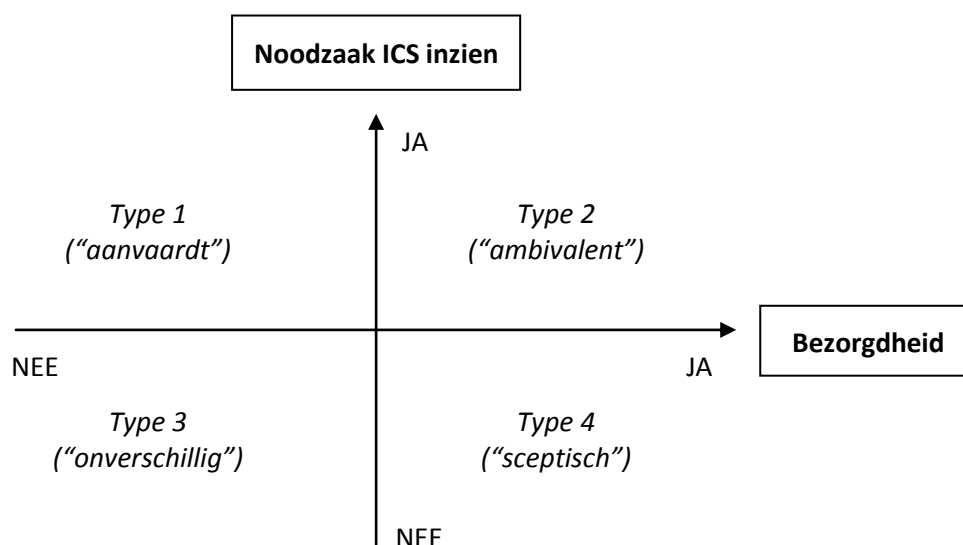 Noodzaak ICS inzien
JA
Type 1
(“aanvaardt”)
Type 2
(“ambivalent”)
Bezorgdheid
NEE
JA
Type 3
(“onverschillig”)
Type 4
(“sceptisch”)
NEE